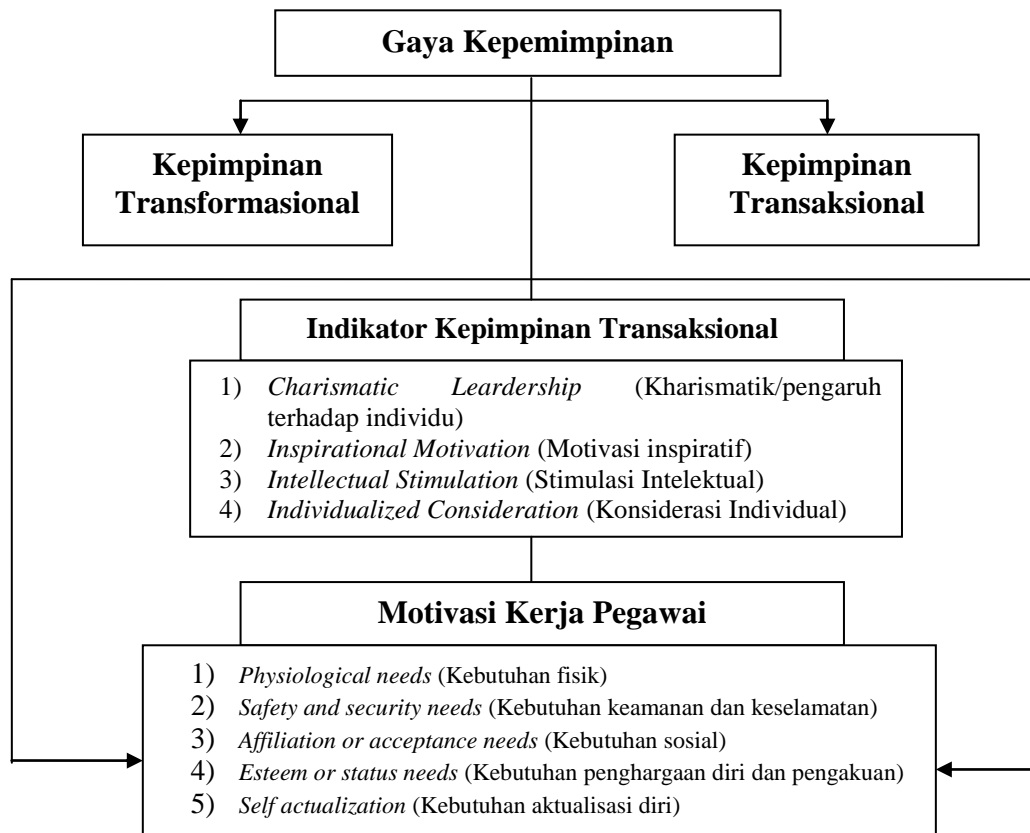 Gaya Kepemimpinan
Kepimpinan
Transformasional
Kepimpinan
Transaksional
Indikator Kepimpinan Transaksional
1) Charismatic Leardership (Kharismatik/pengaruh
terhadap individu)
2) Inspirational Motivation (Motivasi inspiratif)
3) Intellectual Stimulation (Stimulasi Intelektual)
4) Individualized Consideration (Konsiderasi Individual)
Motivasi Kerja Pegawai
1) Physiological needs (Kebutuhan fisik)
2) Safety and security needs (Kebutuhan keamanan dan keselamatan)
3) Affiliation or acceptance needs (Kebutuhan sosial)
4) Esteem or status needs (Kebutuhan penghargaan diri dan pengakuan)
5) Self actualization (Kebutuhan aktualisasi diri)